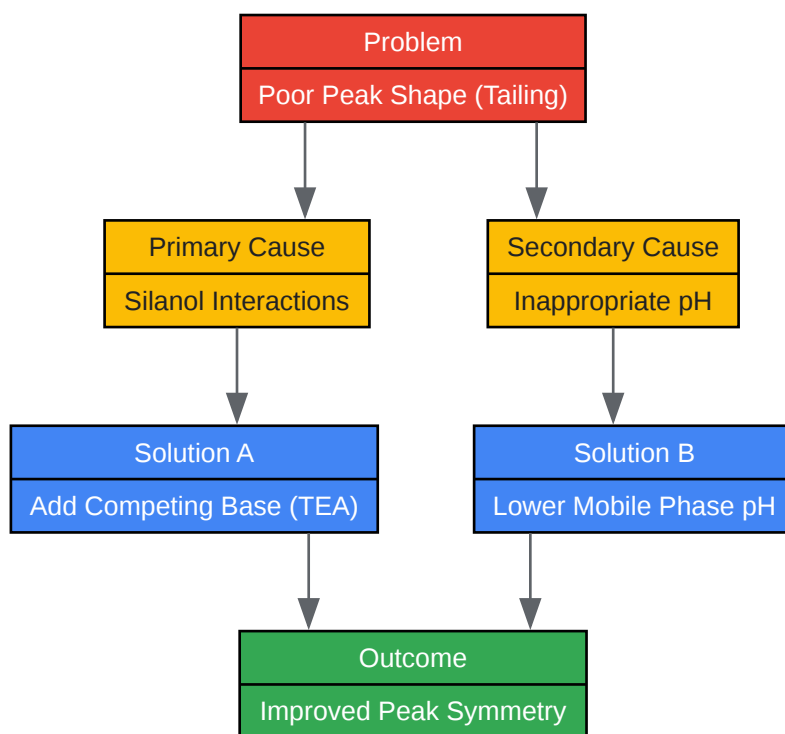 Problem
Poor Peak Shape (Tailing)
Primary Cause
Silanol Interactions
Secondary Cause
Inappropriate pH
Solution A
Add Competing Base (TEA)
Solution B
Lower Mobile Phase pH
Outcome
Improved Peak Symmetry